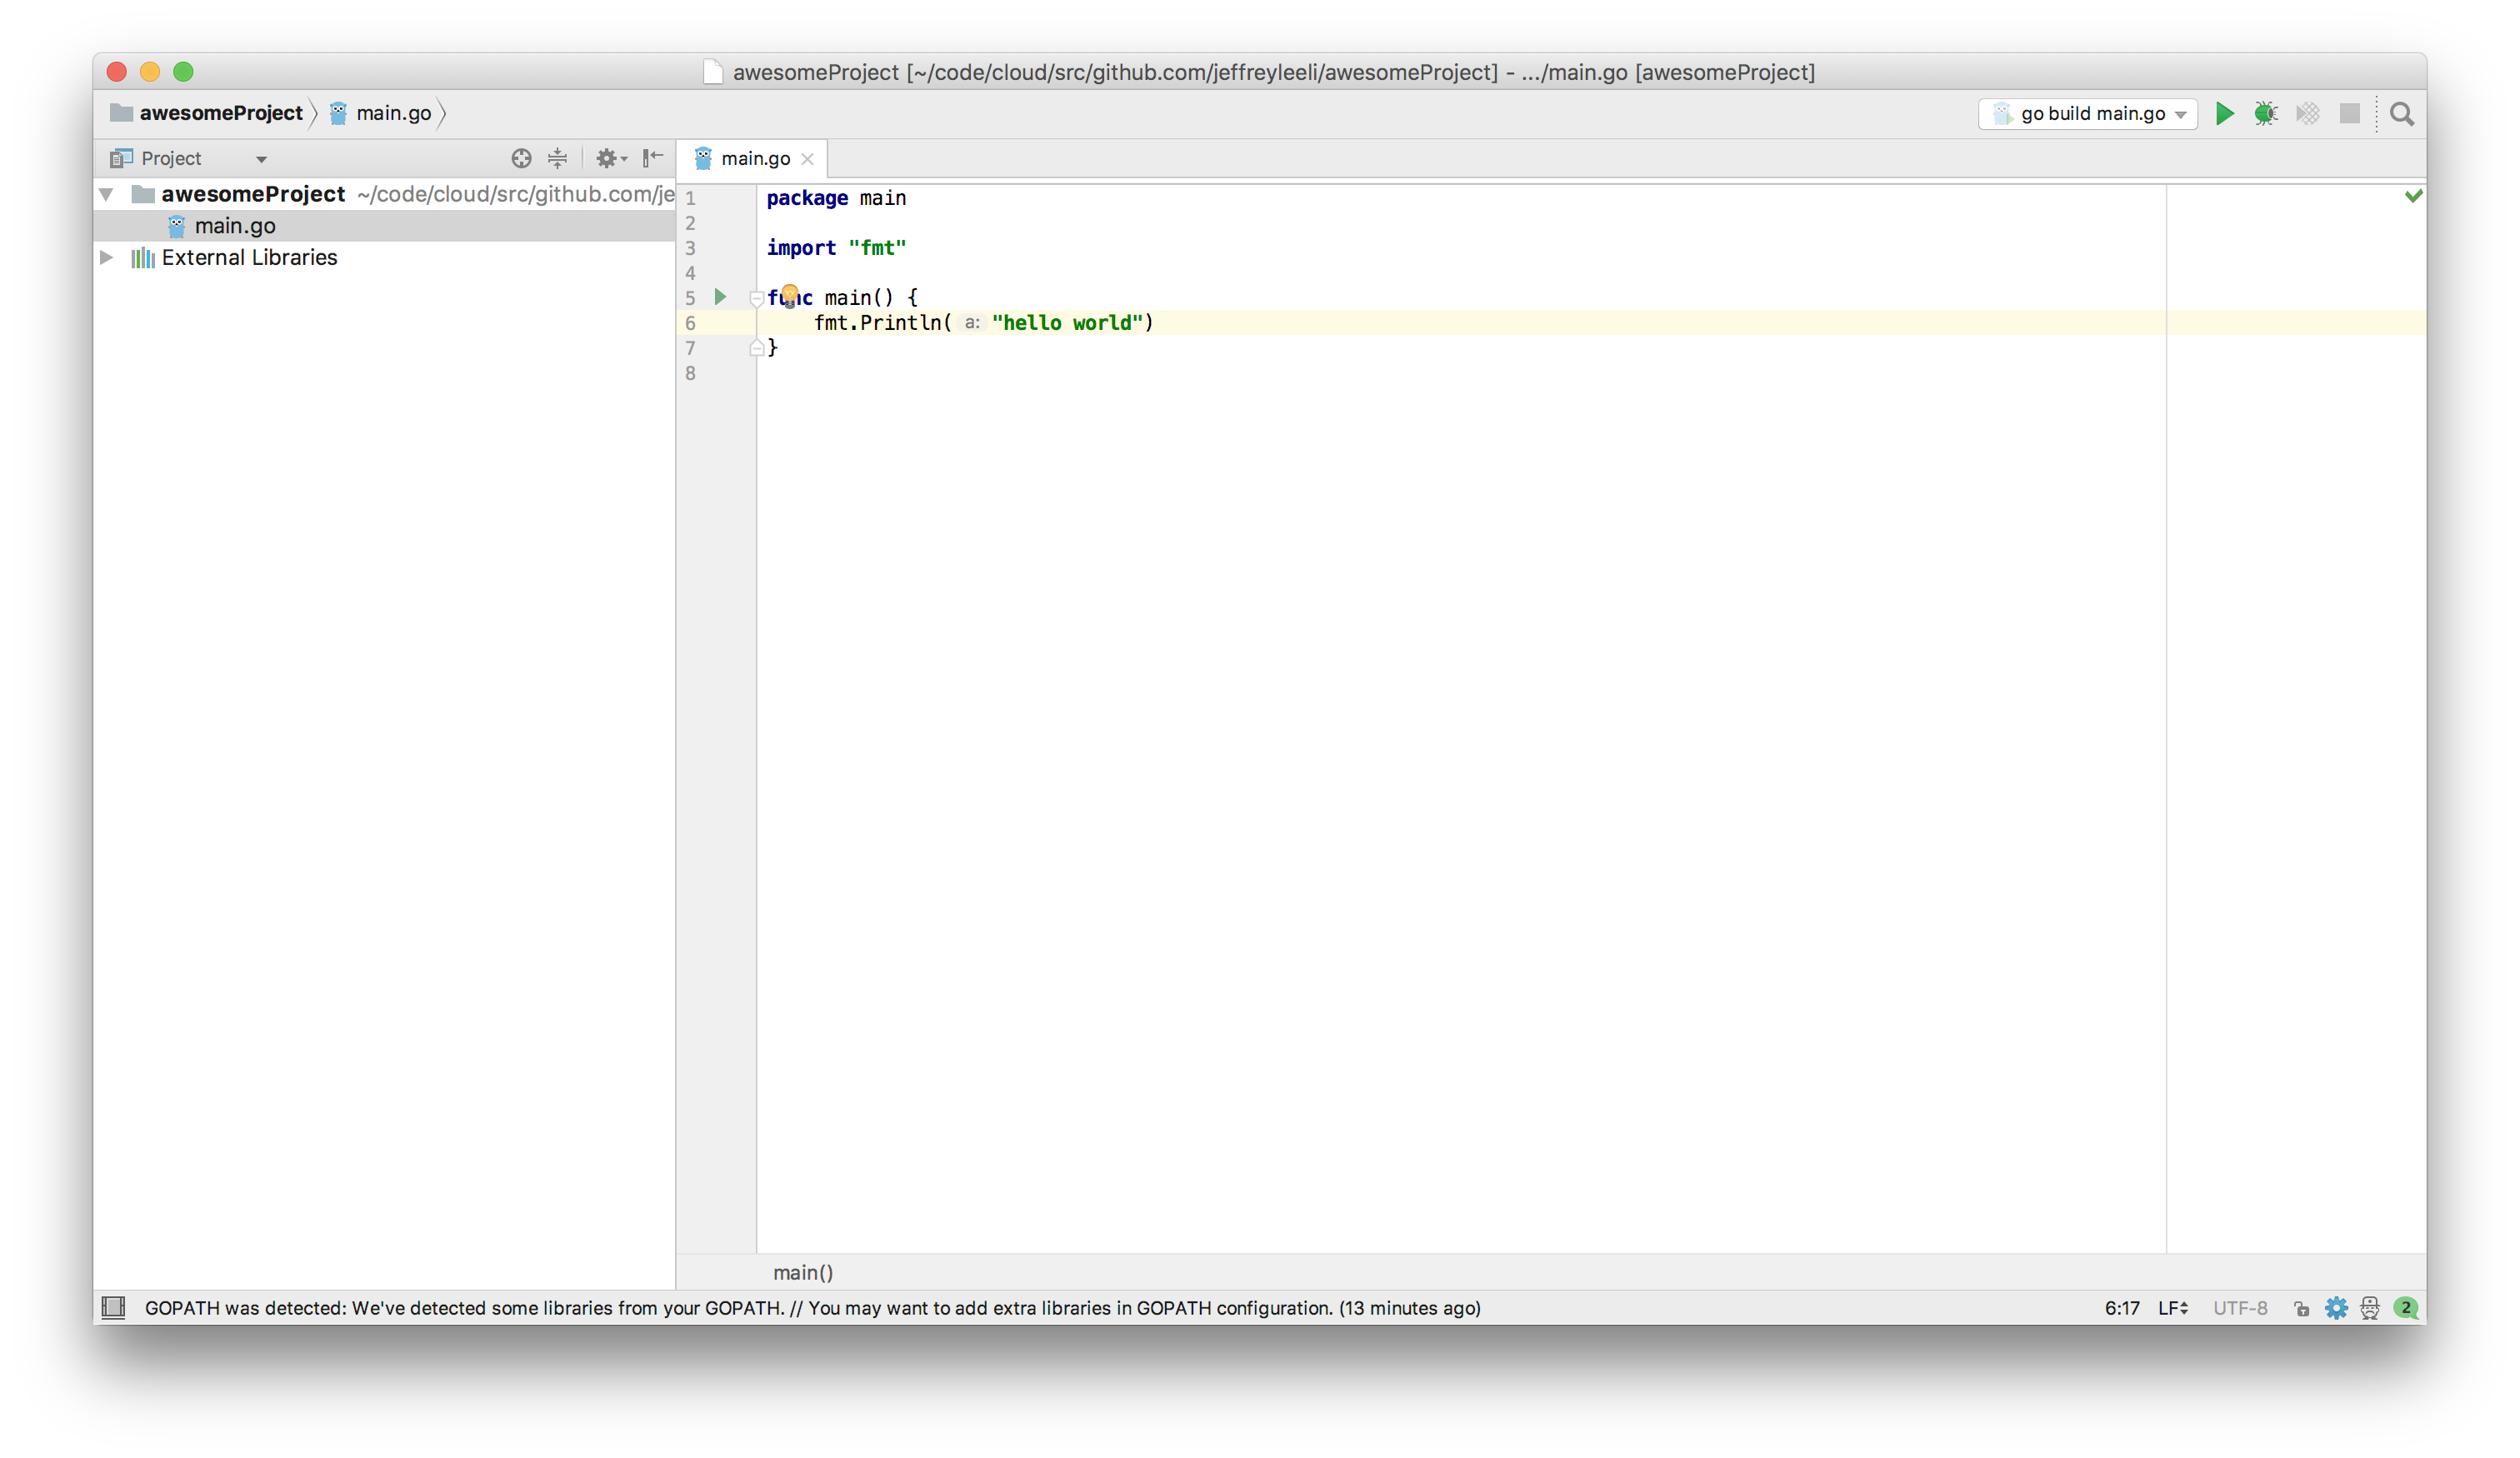 awesomeProject [~/code/cloud/src/github.com/jeffreyleeli/awesomeProject] - .../main.go [awesomeProject]
awesomeProject main.go
go build main.go
Project
main.go
awesomeProject ~/code/cloud/src/github.com/je
main.go
External Libraries
1 package main
2
3 import "fmt"
4
5 func main() {
6 fmt.Println( a: "hello world")
7 }
8
main()
GOPATH was detected: We've detected some libraries from your GOPATH. // You may want to add extra libraries in GOPATH configuration. (13 minutes ago)
6:17 LF UTF-8 2